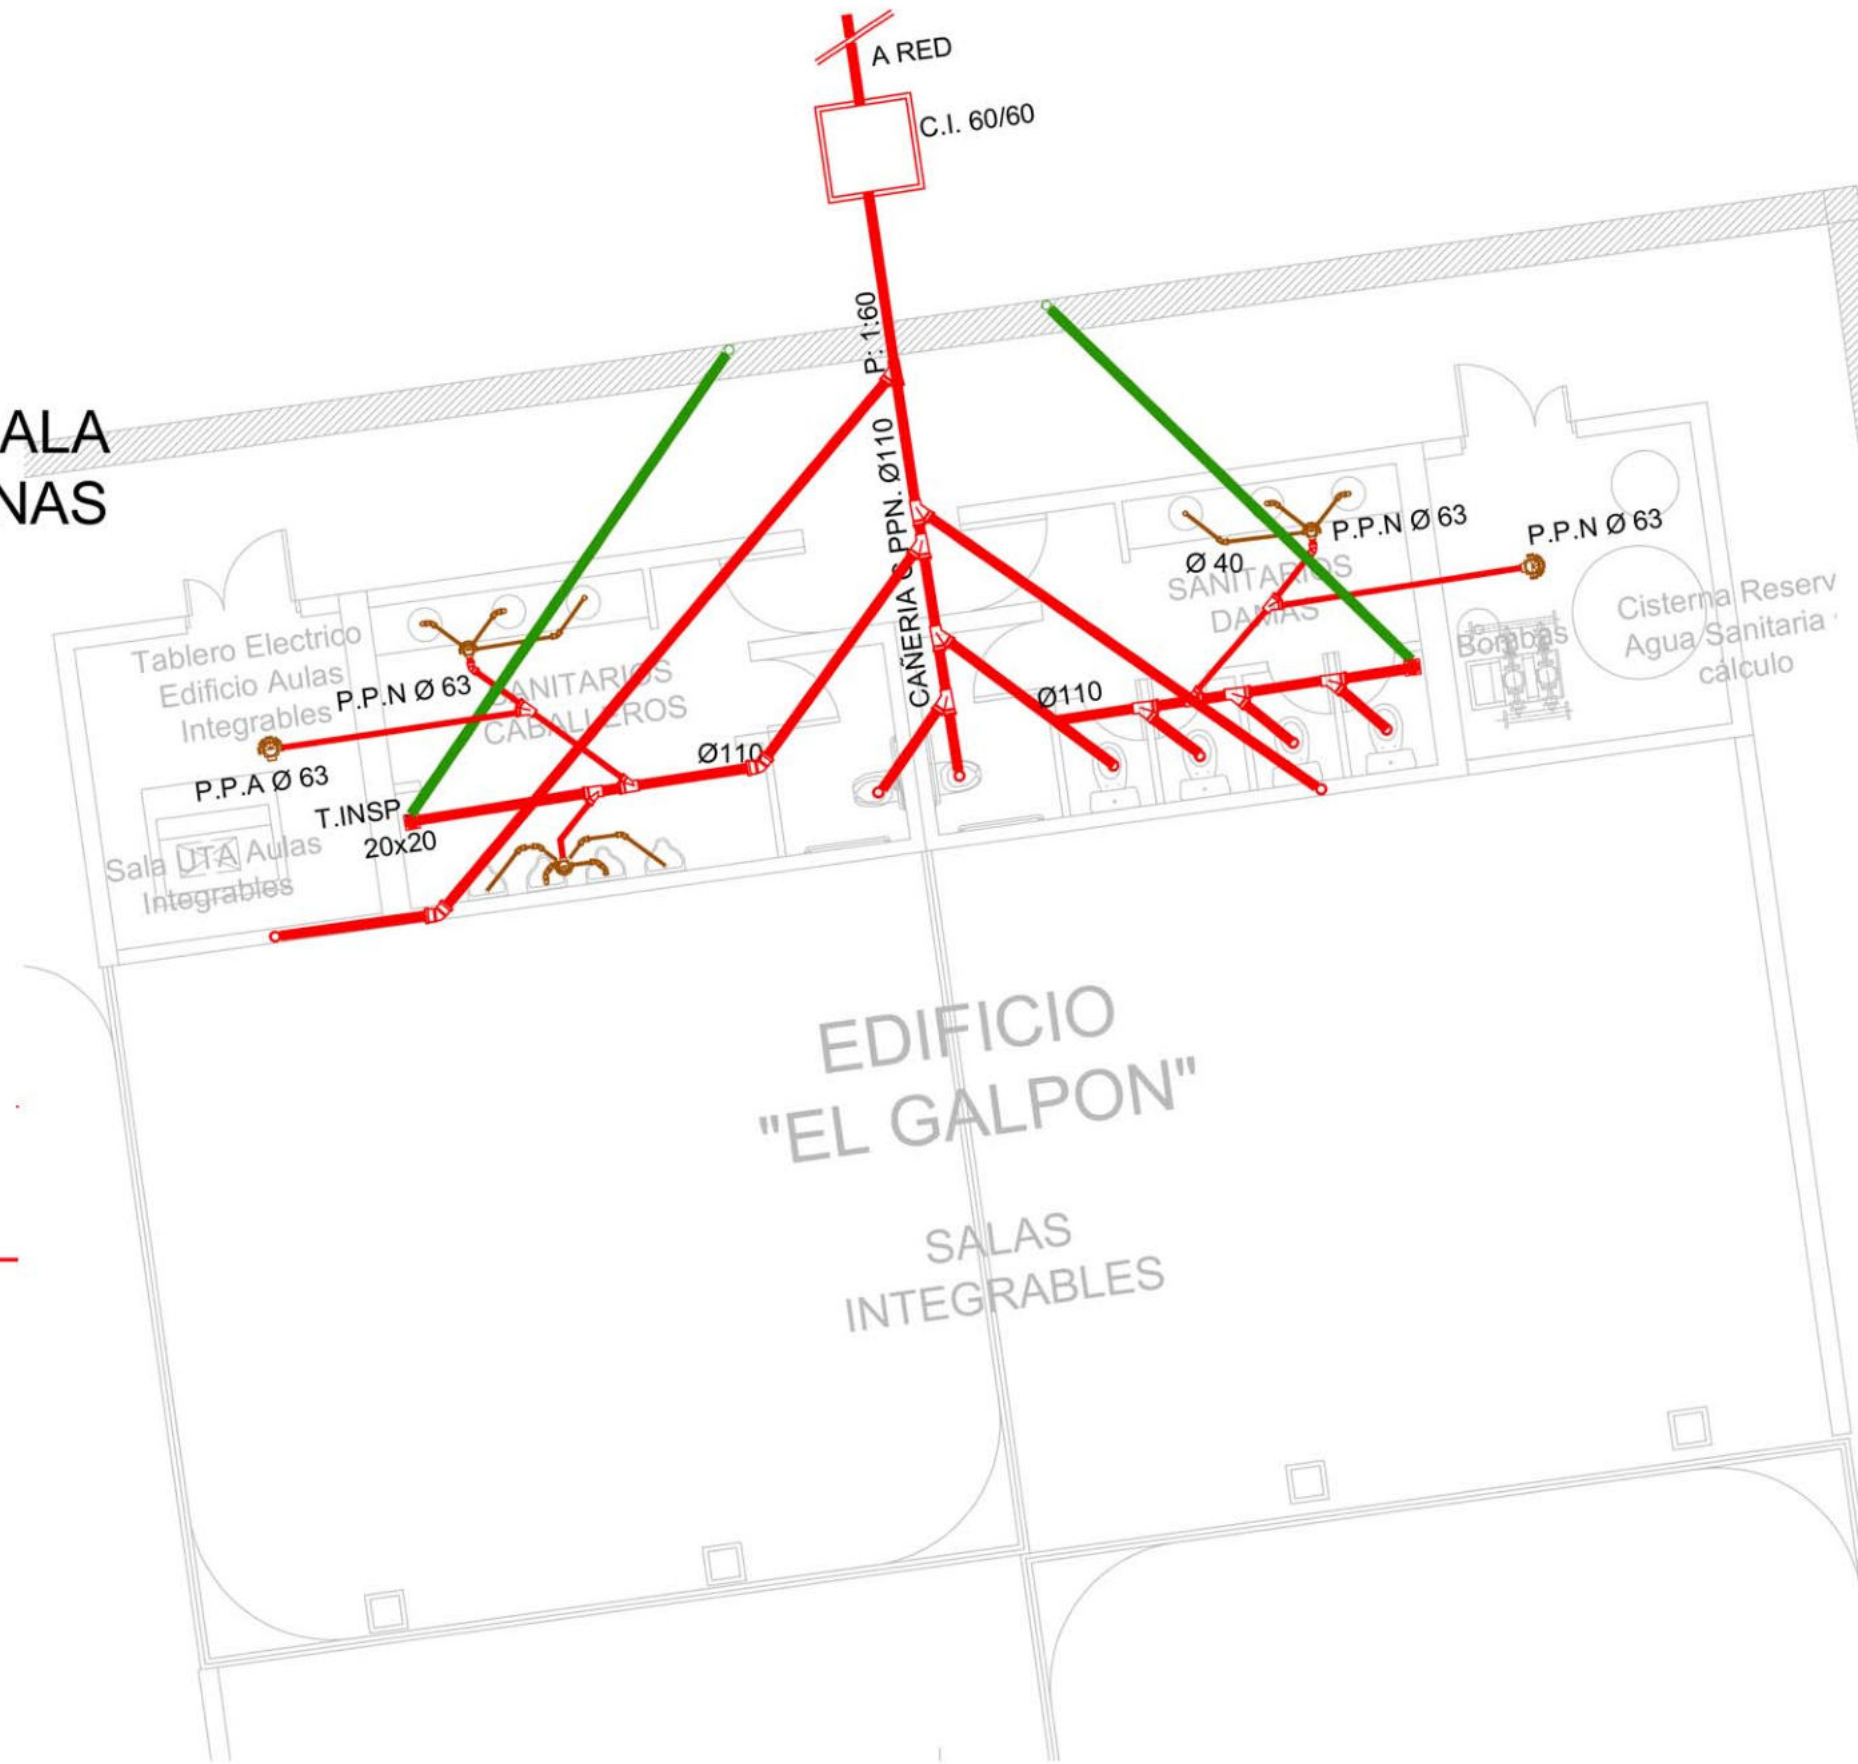 A RED
C.I. 60/60
P: 1:60
CAÑERIA C. PPN. Ø110
ALA
NAS
Tablero Electrico
Edificio Aulas
Integrables
P.P.N Ø 63
SANITARIOS
CABALLEROS
P.P.A Ø 63
T.INSP
20x20
Ø110
Sala UTA Aulas
Integrables
Ø 40
P.P.N Ø 63
P.P.N Ø 63
SANITARIOS
DAMAS
Ø110
Bombas
Cisterna Reserv
Agua Sanitaria
cálculo
EDIFICIO
"EL GALPON"
SALAS
INTEGRABLES